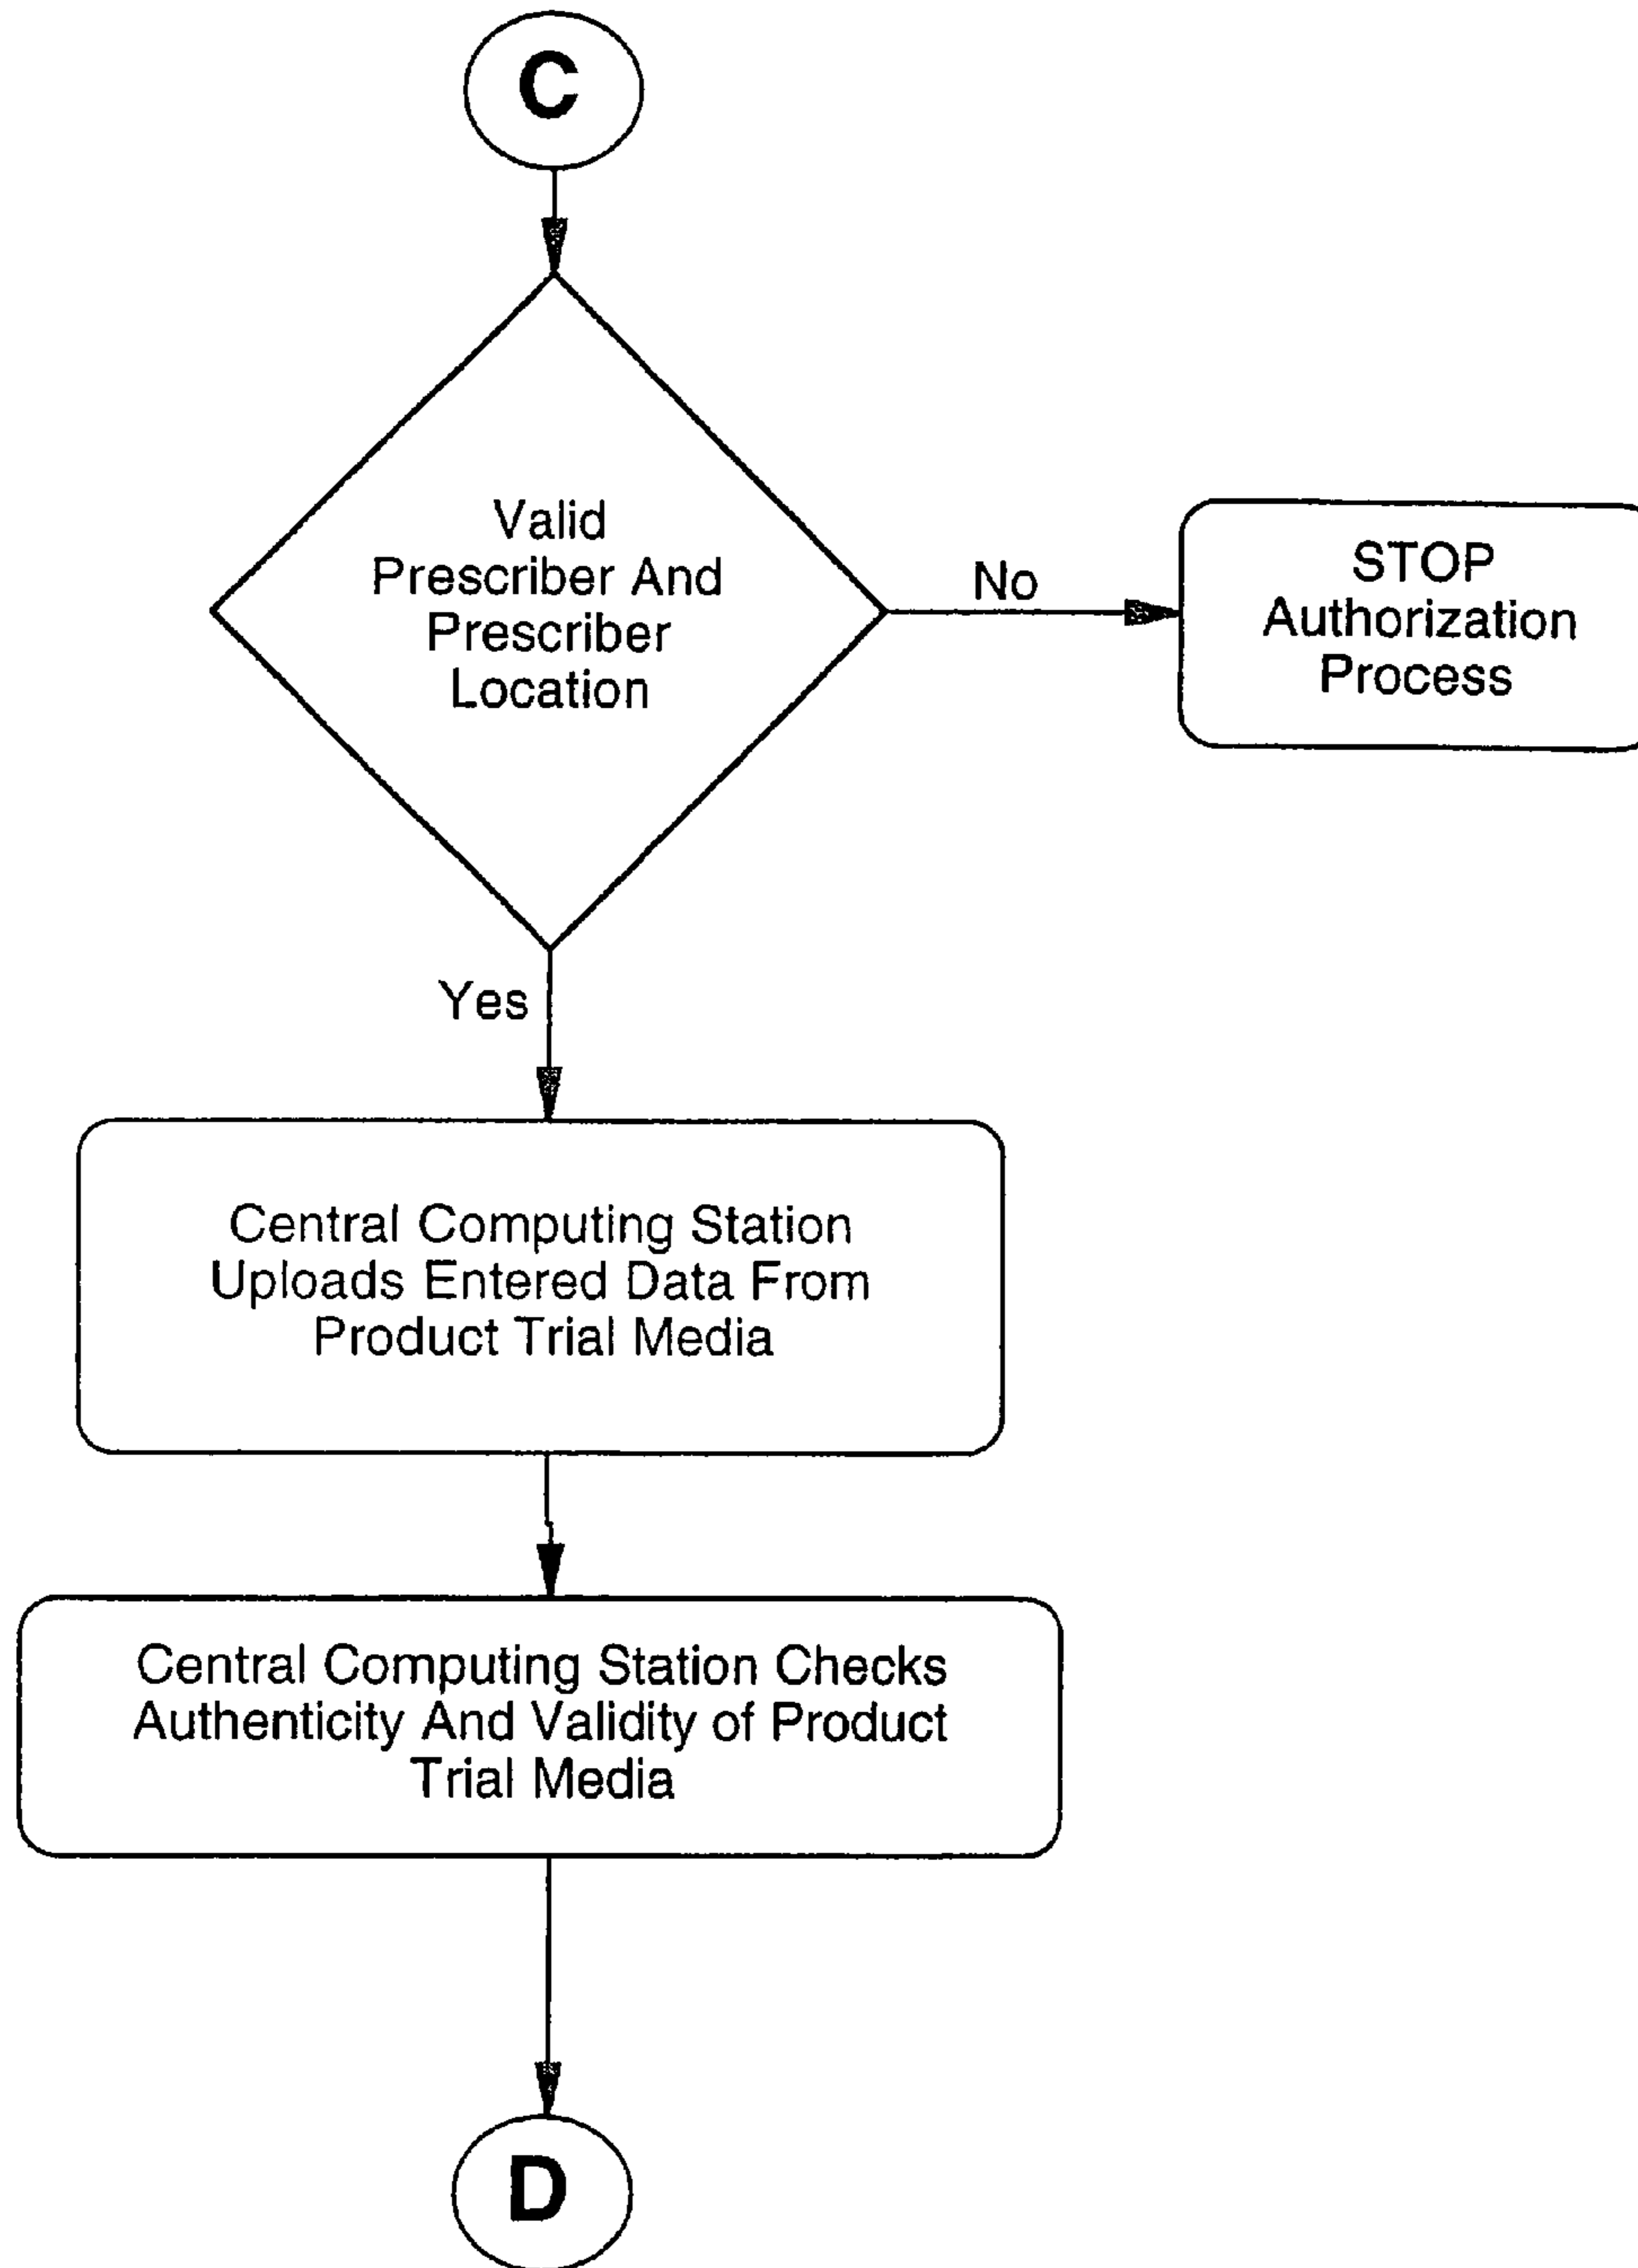 C
Valid
Prescriber And
Prescriber
Location
No
STOP
Authorization
Process
Yes
Central Computing Station
Uploads Entered Data From
Product Trial Media
Central Computing Station Checks
Authenticity And Validity of Product
Trial Media
D